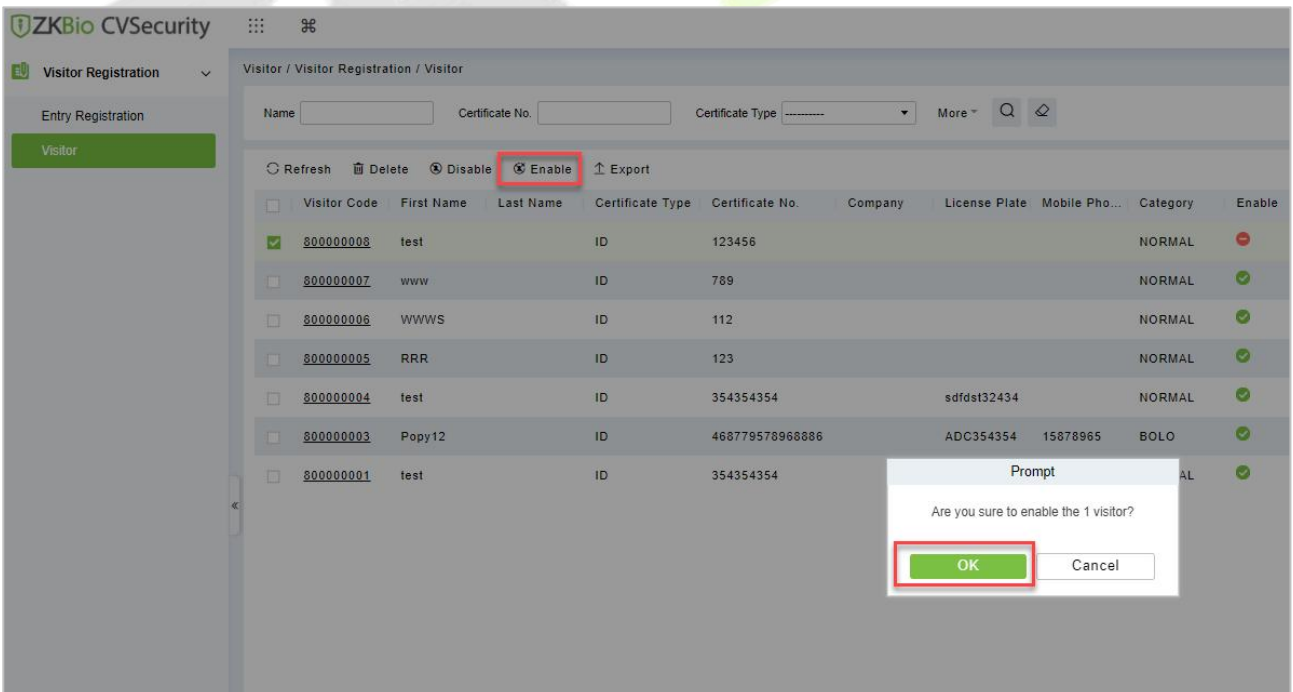 ZKBio CVSecurity
Visitor Registration
Entry Registration
Visitor
Visitor / Visitor Registration / Visitor
Name Certificate No. Certificate Type ---------- More
Refresh Delete Disable Enable Export
Visitor Code First Name Last Name Certificate Type Certificate No. Company License Plate Mobile Pho... Category Enable
800000008 test ID 123456 NORMAL
800000007 www ID 789 NORMAL
800000006 WWWS ID 112 NORMAL
800000005 RRR ID 123 NORMAL
800000004 test ID 354354354 sdfdst32434 NORMAL
800000003 Popy12 ID 468779578968886 ADC354354 15878965 BOLO
800000001 test ID 354354354 AL
Prompt
Are you sure to enable the 1 visitor?
OK Cancel